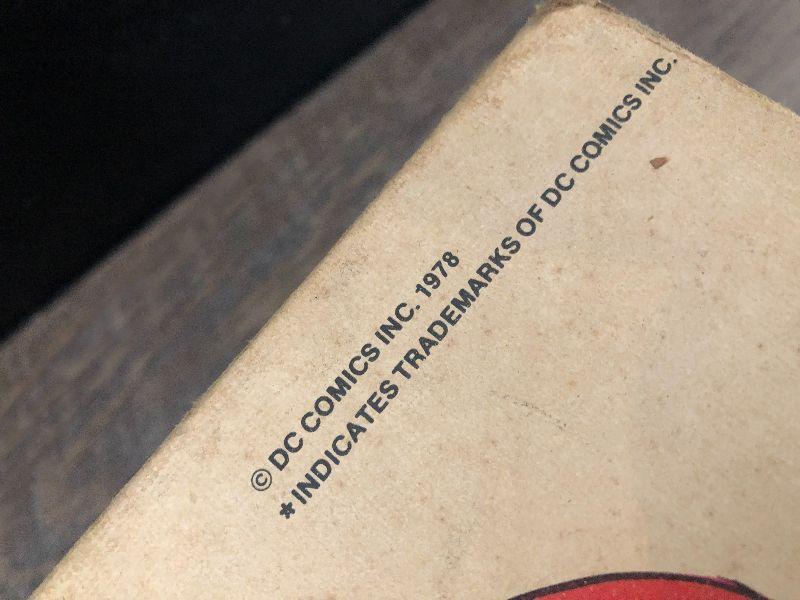 © DC COMICS INC. 1978
*INDICATES TRADEMARKS OF DC COMICS INC.